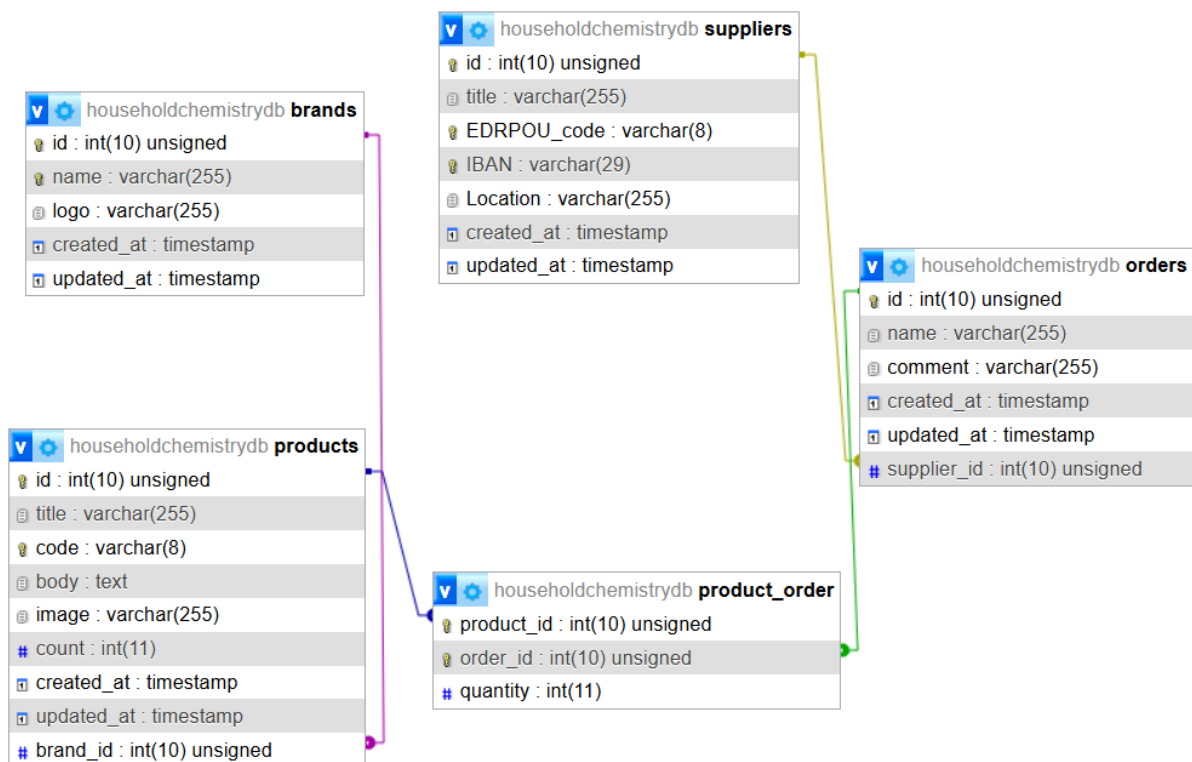 householdchemistrydb suppliers
id : int(10) unsigned
title : varchar(255)
EDRPOU_code : varchar(8)
IBAN : varchar(29)
Location : varchar(255)
created_at : timestamp
updated_at : timestamp
householdchemistrydb brands
id : int(10) unsigned
name : varchar(255)
logo : varchar(255)
created_at : timestamp
updated_at : timestamp
householdchemistrydb orders
id : int(10) unsigned
name : varchar(255)
comment : varchar(255)
created_at : timestamp
updated_at : timestamp
# supplier_id : int(10) unsigned
householdchemistrydb products
id : int(10) unsigned
title : varchar(255)
code : varchar(8)
body : text
image : varchar(255)
# count : int(11)
created_at : timestamp
updated_at : timestamp
# brand_id : int(10) unsigned
householdchemistrydb product_order
product_id : int(10) unsigned
order_id : int(10) unsigned
# quantity : int(11)